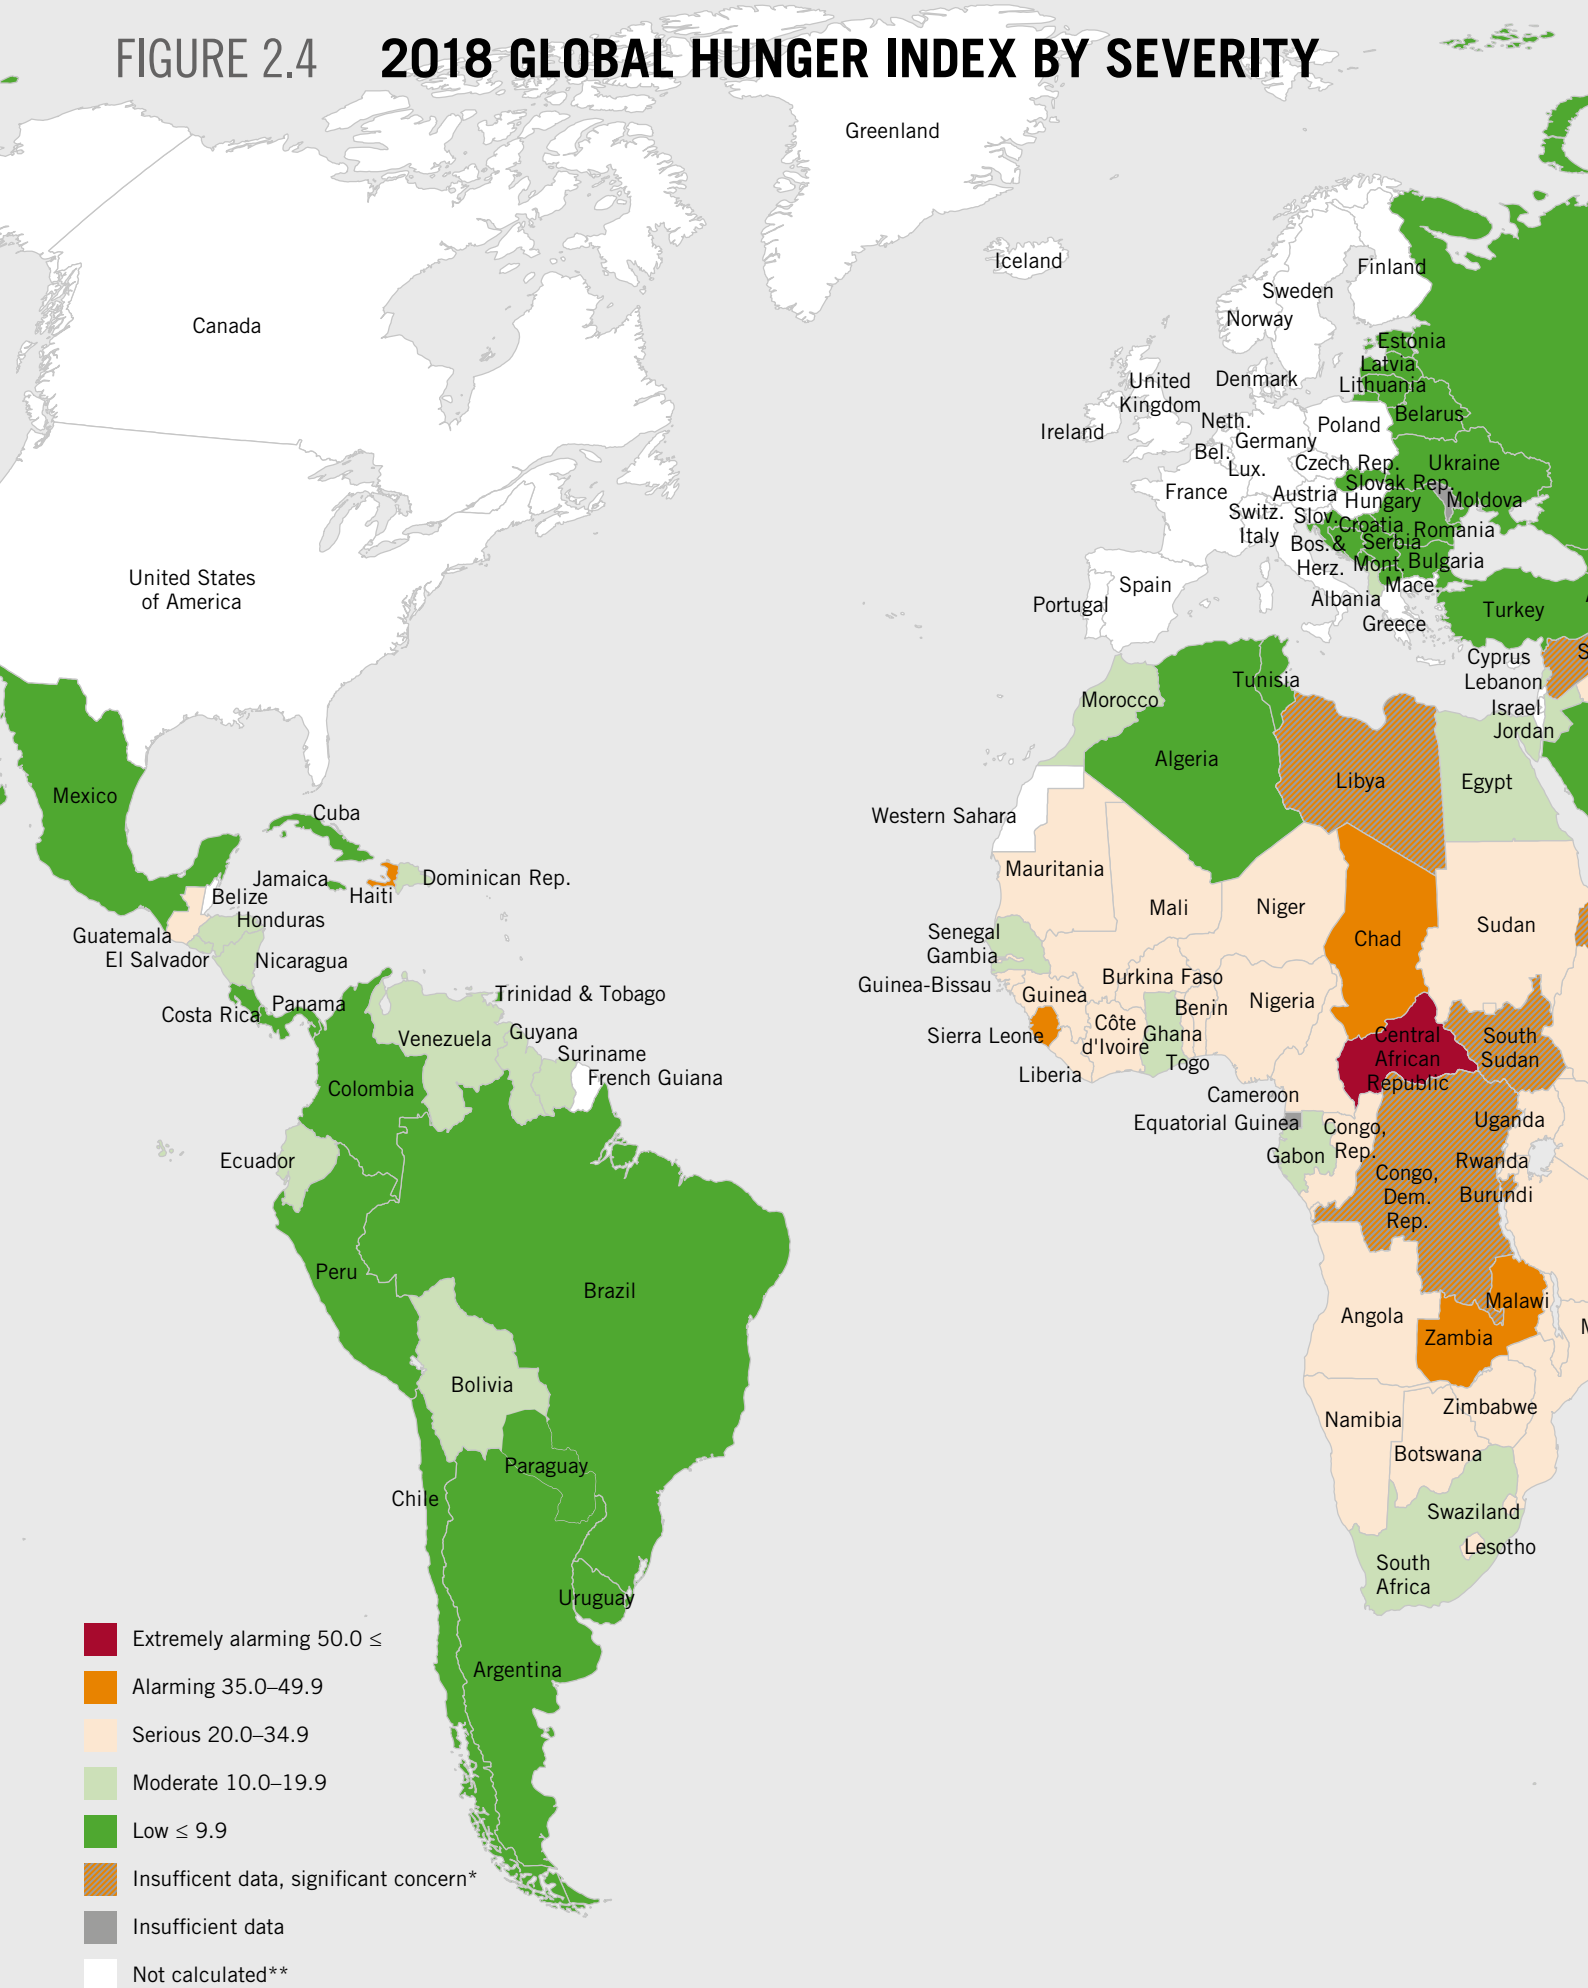 FIGURE 2.4 2018 GLOBAL HUNGER INDEX BY SEVERITY
Greenland
Iceland
Finland
Sweden
Norway
Canada
Estonia
Latvia
Lithuania
United
Kingdom
Denmark
Belarus
Neth.
Poland
Ireland
Germany
Bel.
Lux.
Czech Rep.
Ukraine
Slovak Rep.
France
Austria
Hungary
Moldova
Switz.
Slov.
Croatia
Romania
Italy
Bos. &
Herz.
Serbia
Mont.
Bulgaria
Mace.
United States
of America
Spain
Portugal
Albania
Greece
Turkey
Cyprus
Lebanon
Israel
Jordan
S
Tunisia
Morocco
Algeria
Libya
Egypt
Mexico
Cuba
Western Sahara
Jamaica
Haiti
Dominican Rep.
Belize
Honduras
Guatemala
El Salvador
Nicaragua
Costa Rica
Panama
Trinidad & Tobago
Venezuela
Guyana
Suriname
French Guiana
Colombia
Ecuador
Peru
Brazil
Bolivia
Paraguay
Chile
Uruguay
Argentina
Mauritania
Mali
Niger
Chad
Sudan
Senegal
Gambia
Guinea-Bissau
Guinea
Burkina Faso
Benin
Nigeria
Sierra Leone
Côte
d'Ivoire
Ghana
Togo
Liberia
Central
African
Republic
South
Sudan
Cameroon
Equatorial Guinea
Gabon
Congo,
Rep.
Congo,
Dem.
Rep.
Uganda
Rwanda
Burundi
Angola
Malawi
Zambia
M
Namibia
Zimbabwe
Botswana
Swaziland
Lesotho
South
Africa
Extremely alarming 50.0 ≤
Alarming 35.0–49.9
Serious 20.0–34.9
Moderate 10.0–19.9
Low ≤ 9.9
Insufficent data, significant concern*
Insufficient data
Not calculated**